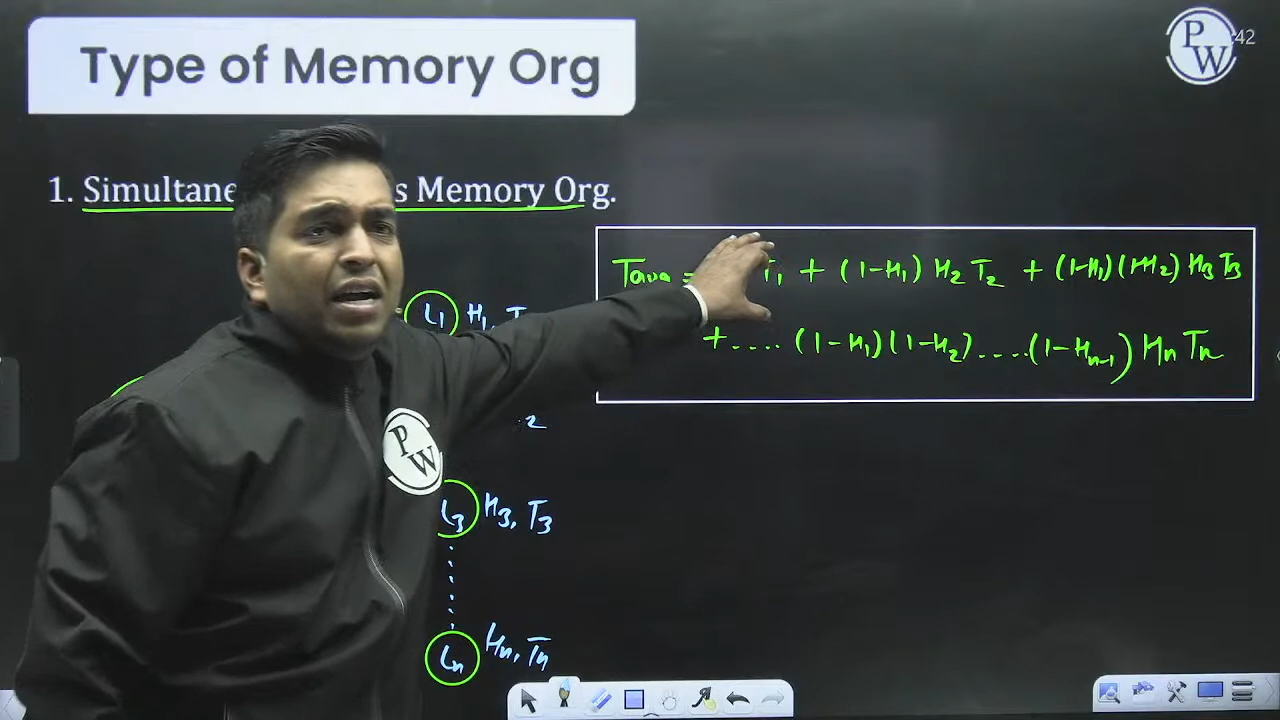 Type of Memory Org
PW
42
1. Simultane s Memory Org.
Tavg = T₁ + (1-H₁) H₂ T₂ + (1-H₁)(1-H₂) H₃ T₃
+ ..... (1-H₁)(1-H₂) ..... (1-Hn-1) Hn Tn
L₁ H₁, T
2
PW
L₃ H₃, T₃
Ln Hn, Tn